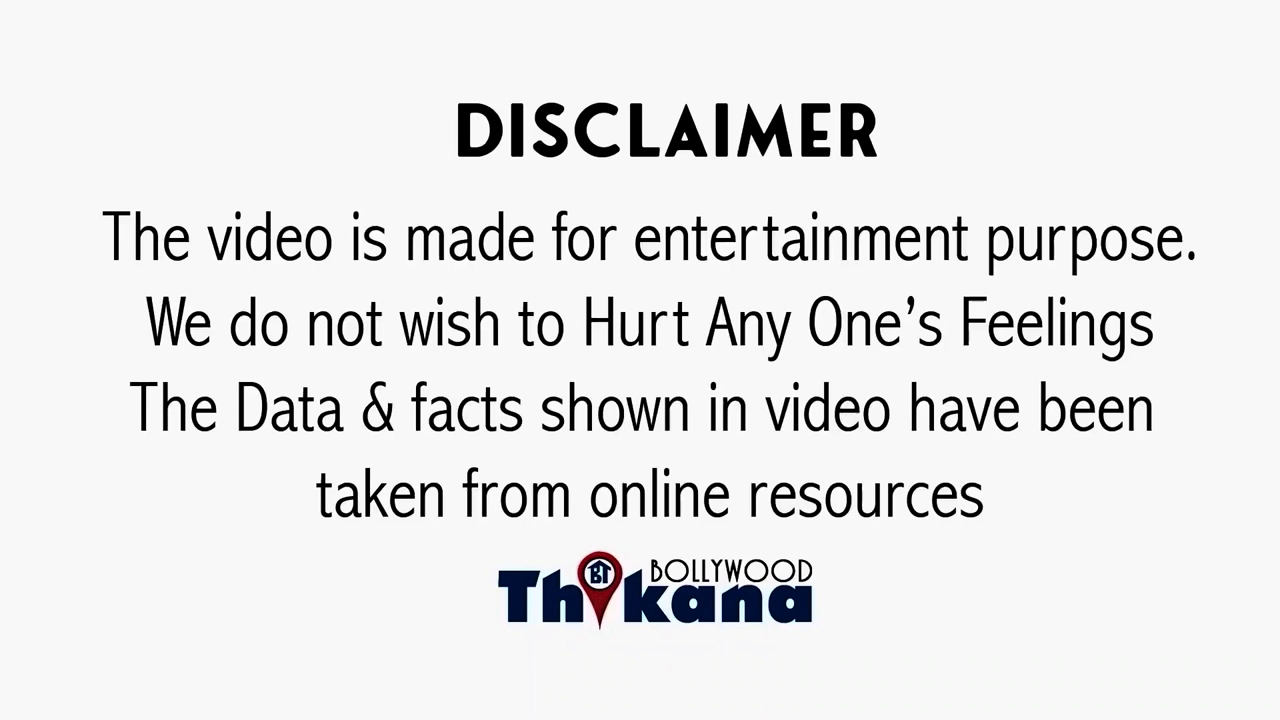 DISCLAIMER
The video is made for entertainment purpose.
We do not wish to Hurt Any One’s Feelings
The Data & facts shown in video have been
taken from online resources
BOLLYWOOD
BT
Thikana